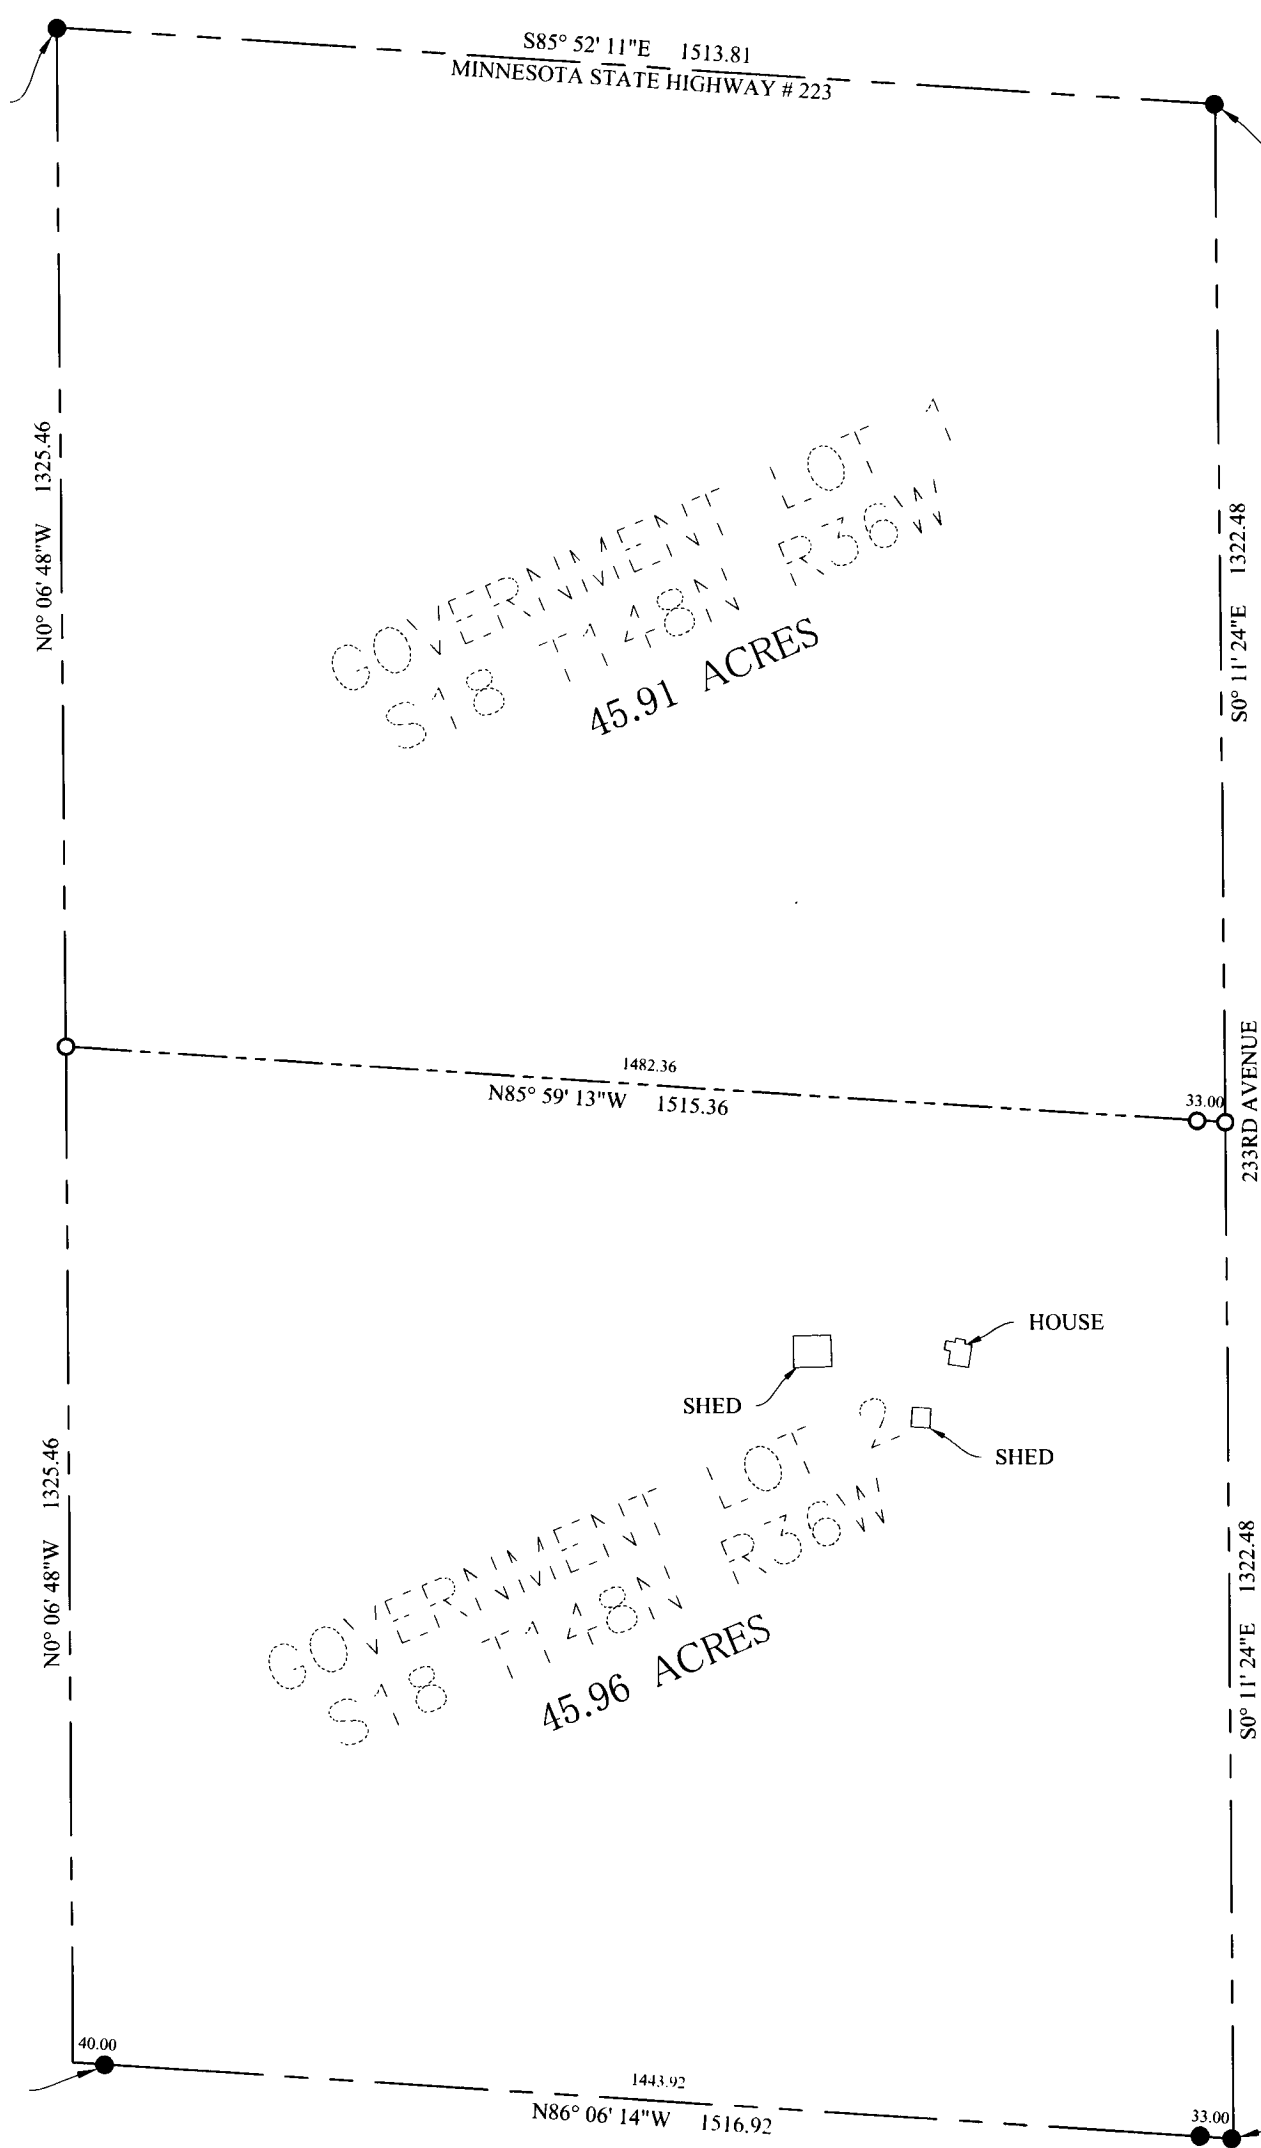 S85° 52' 11"E 1513.81
MINNESOTA STATE HIGHWAY # 223
N0° 06' 48"W 1325.46
S0° 11' 24"E 1322.48
GOVERNMENT LOT 1
S18 T148N R36W
45.91 ACRES
1482.36
N85° 59' 13"W 1515.36
33.00
233RD AVENUE
HOUSE
SHED
SHED
N0° 06' 48"W 1325.46
S0° 11' 24"E 1322.48
GOVERNMENT LOT 2
S18 T148N R36W
45.96 ACRES
40.00
1443.92
N86° 06' 14"W 1516.92
33.00